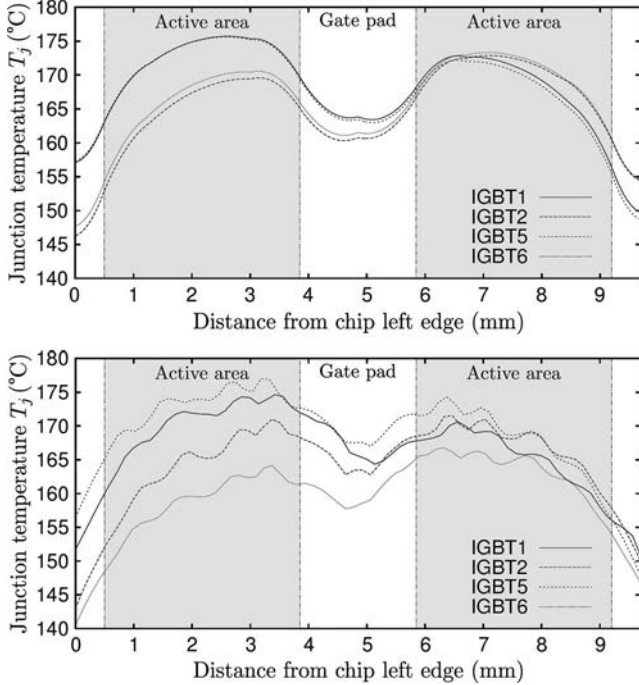 Junction temperature Tj (°C)
180
175
170
165
160
155
150
145
140
Active area
Gate pad
Active area
IGBT1
IGBT2
IGBT5
IGBT6
0 1 2 3 4 5 6 7 8 9
Distance from chip left edge (mm)
Junction temperature Tj (°C)
180
175
170
165
160
155
150
145
140
Active area
Gate pad
Active area
IGBT1
IGBT2
IGBT5
IGBT6
0 1 2 3 4 5 6 7 8 9
Distance from chip left edge (mm)